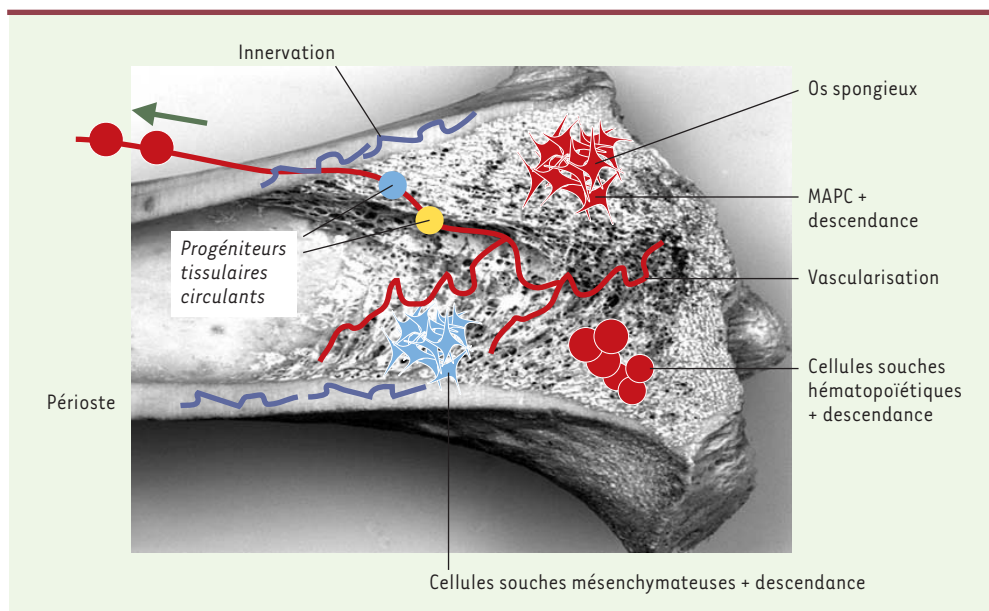 Innervation
Os spongieux
MAPC +
descendance
Progéniteurs
tissulaires
circulants
Vascularisation
Périoste
Cellules souches
hématopoïétiques
+ descendance
Cellules souches mésenchymateuses + descendance